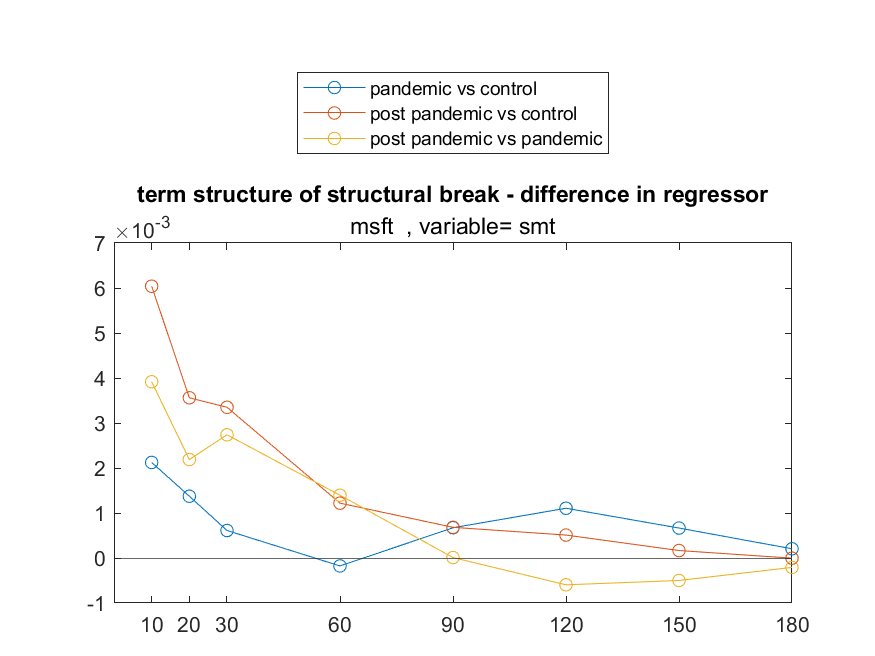 pandemic vs control
post pandemic vs control
post pandemic vs pandemic
term structure of structural break - difference in regressor
msft , variable= smt
×10-3
7
6
5
4
3
2
1
0
-1
10 20 30 60 90 120 150 180